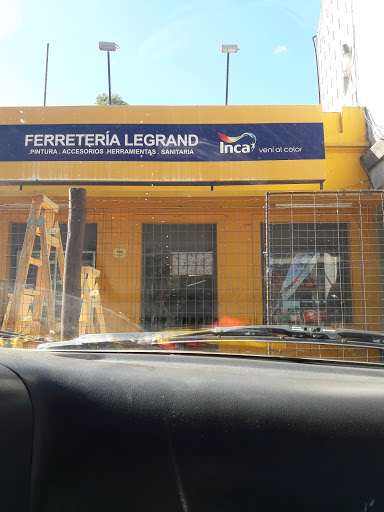 FERRETERÍA LEGRAND
.PINTURA . ACCESORIOS .HERRAMIENTAS . SANITARIA
Inca
vení al color